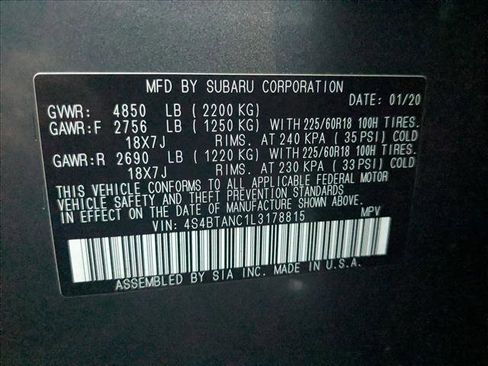 MFD BY SUBARU CORPORATION
DATE: 01/20
GVWR: 4850 LB ( 2200 KG)
GAWR:F 2756 LB ( 1250 KG) WITH 225/60R18 100H TIRES.
18X7J RIMS. AT 240 KPA ( 35 PSI) COLD
GAWR:R 2690 LB ( 1220 KG) WITH 225/60R18 100H TIRES.
18X7J RIMS. AT 230 KPA ( 33 PSI) COLD
THIS VEHICLE CONFORMS TO ALL APPLICABLE FEDERAL MOTOR
VEHICLE SAFETY AND THEFT PREVENTION STANDARDS
IN EFFECT ON THE DATE OF MANUFACTURE SHOWN ABOVE.
VIN: 4S4BTANC1L3178815 MPV
ASSEMBLED BY SIA INC. MADE IN U.S.A.